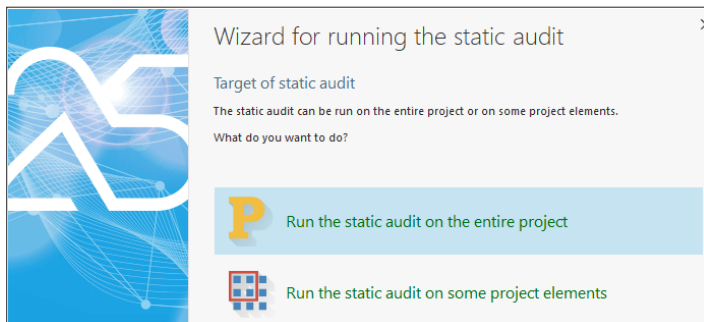 Wizard for running the static audit
Target of static audit
The static audit can be run on the entire project or on some project elements.
What do you want to do?
Run the static audit on the entire project
Run the static audit on some project elements